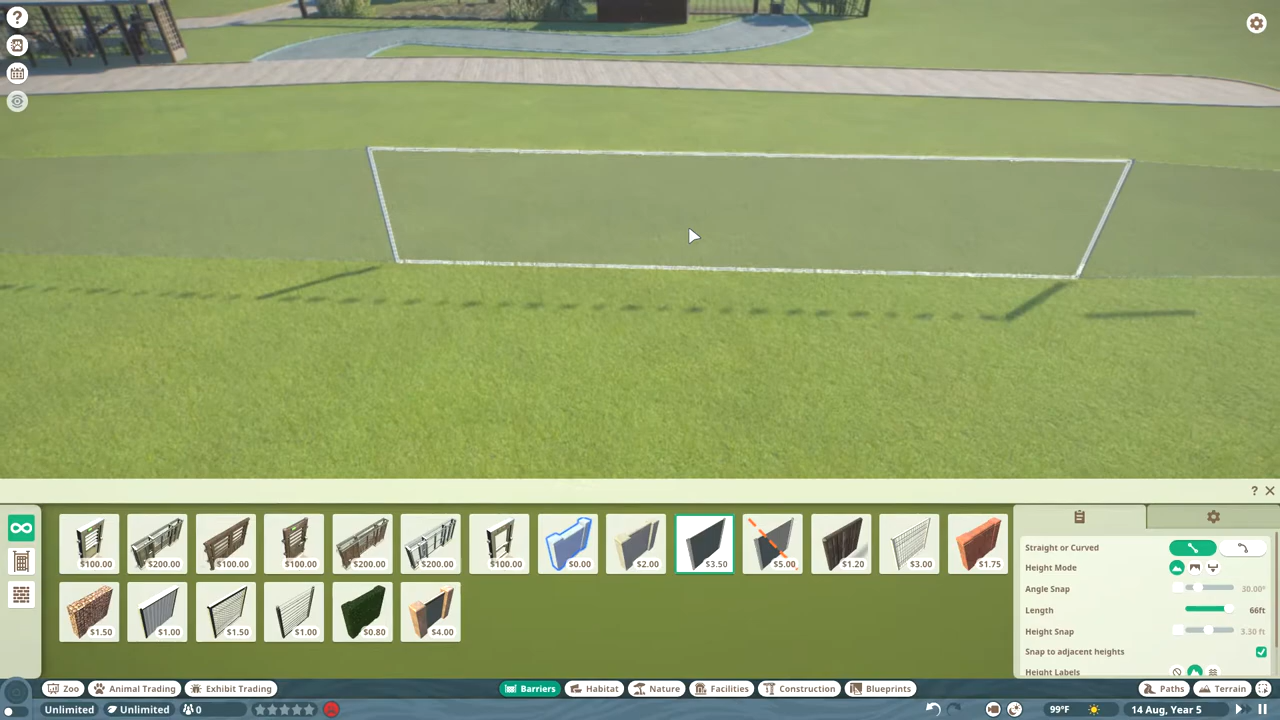 ?
? ×
$100.00 $200.00 $100.00 $100.00 $200.00 $200.00 $100.00 $0.00 $2.00 $3.50 $5.00 $1.20 $3.00 $1.75
$1.50 $1.00 $1.50 $1.00 $0.80 $4.00
Straight or Curved
Height Mode
Angle Snap 30.00°
Length 66ft
Height Snap 3.30 ft
Snap to adjacent heights
Height Labels
Zoo Animal Trading Exhibit Trading Barriers Habitat Nature Facilities Construction Blueprints Paths Terrain
Unlimited Unlimited 0 99°F 14 Aug, Year 5